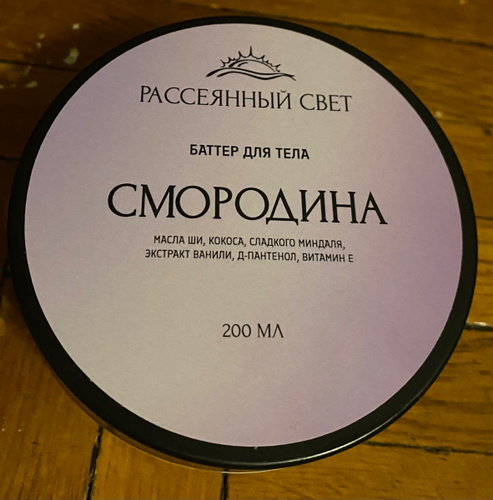 РАССЕЯННЫЙ СВЕТ
БАТТЕР ДЛЯ ТЕЛА
СМОРОДИНА
МАСЛА ШИ, КОКОСА, СЛАДКОГО МИНДАЛЯ,
ЭКСТРАКТ ВАНИЛИ, Д-ПАНТЕНОЛ, ВИТАМИН Е
200 МЛ